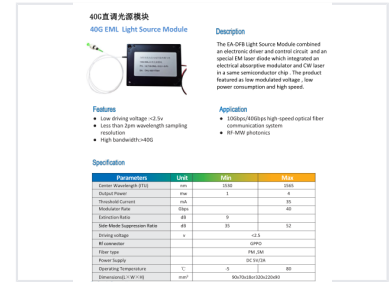 40G直调光源模块
40G EML Light Source Module
Description
The EA-DFB Light Source Module combined
an electronic driver and control circuit and an
special EM laser diode which integrated an
electrical absorptive modulator and CW laser
in a same semiconductor chip . The product
featured as low modulated voltage , low
power consumption and high speed.
Features
● Low driving voltage :<2.5v
● Less than 2pm wavelength sampling
resolution
● High bandwidth:>40G
Application
● 10Gbps/40Gbps high-speed optical fiber
communication system
● RF-MW photonics
Specification
Parameters Unit Min Max
Center Wavelength (ITU) nm 1530 1565
Output Power mw 1 4
Threshold Current mA 35
Modulator Rate Gbps 40
Extinction Ratio dB 9
Side Mode Suppression Ratio dB 35 52
Driving voltage v <2.5
RF connector GPPO
Fiber type PM ,SM
Power Supply DC 5V/2A
Operating Temperature ℃ -5 80
Dimensions(L×W×H) mm³